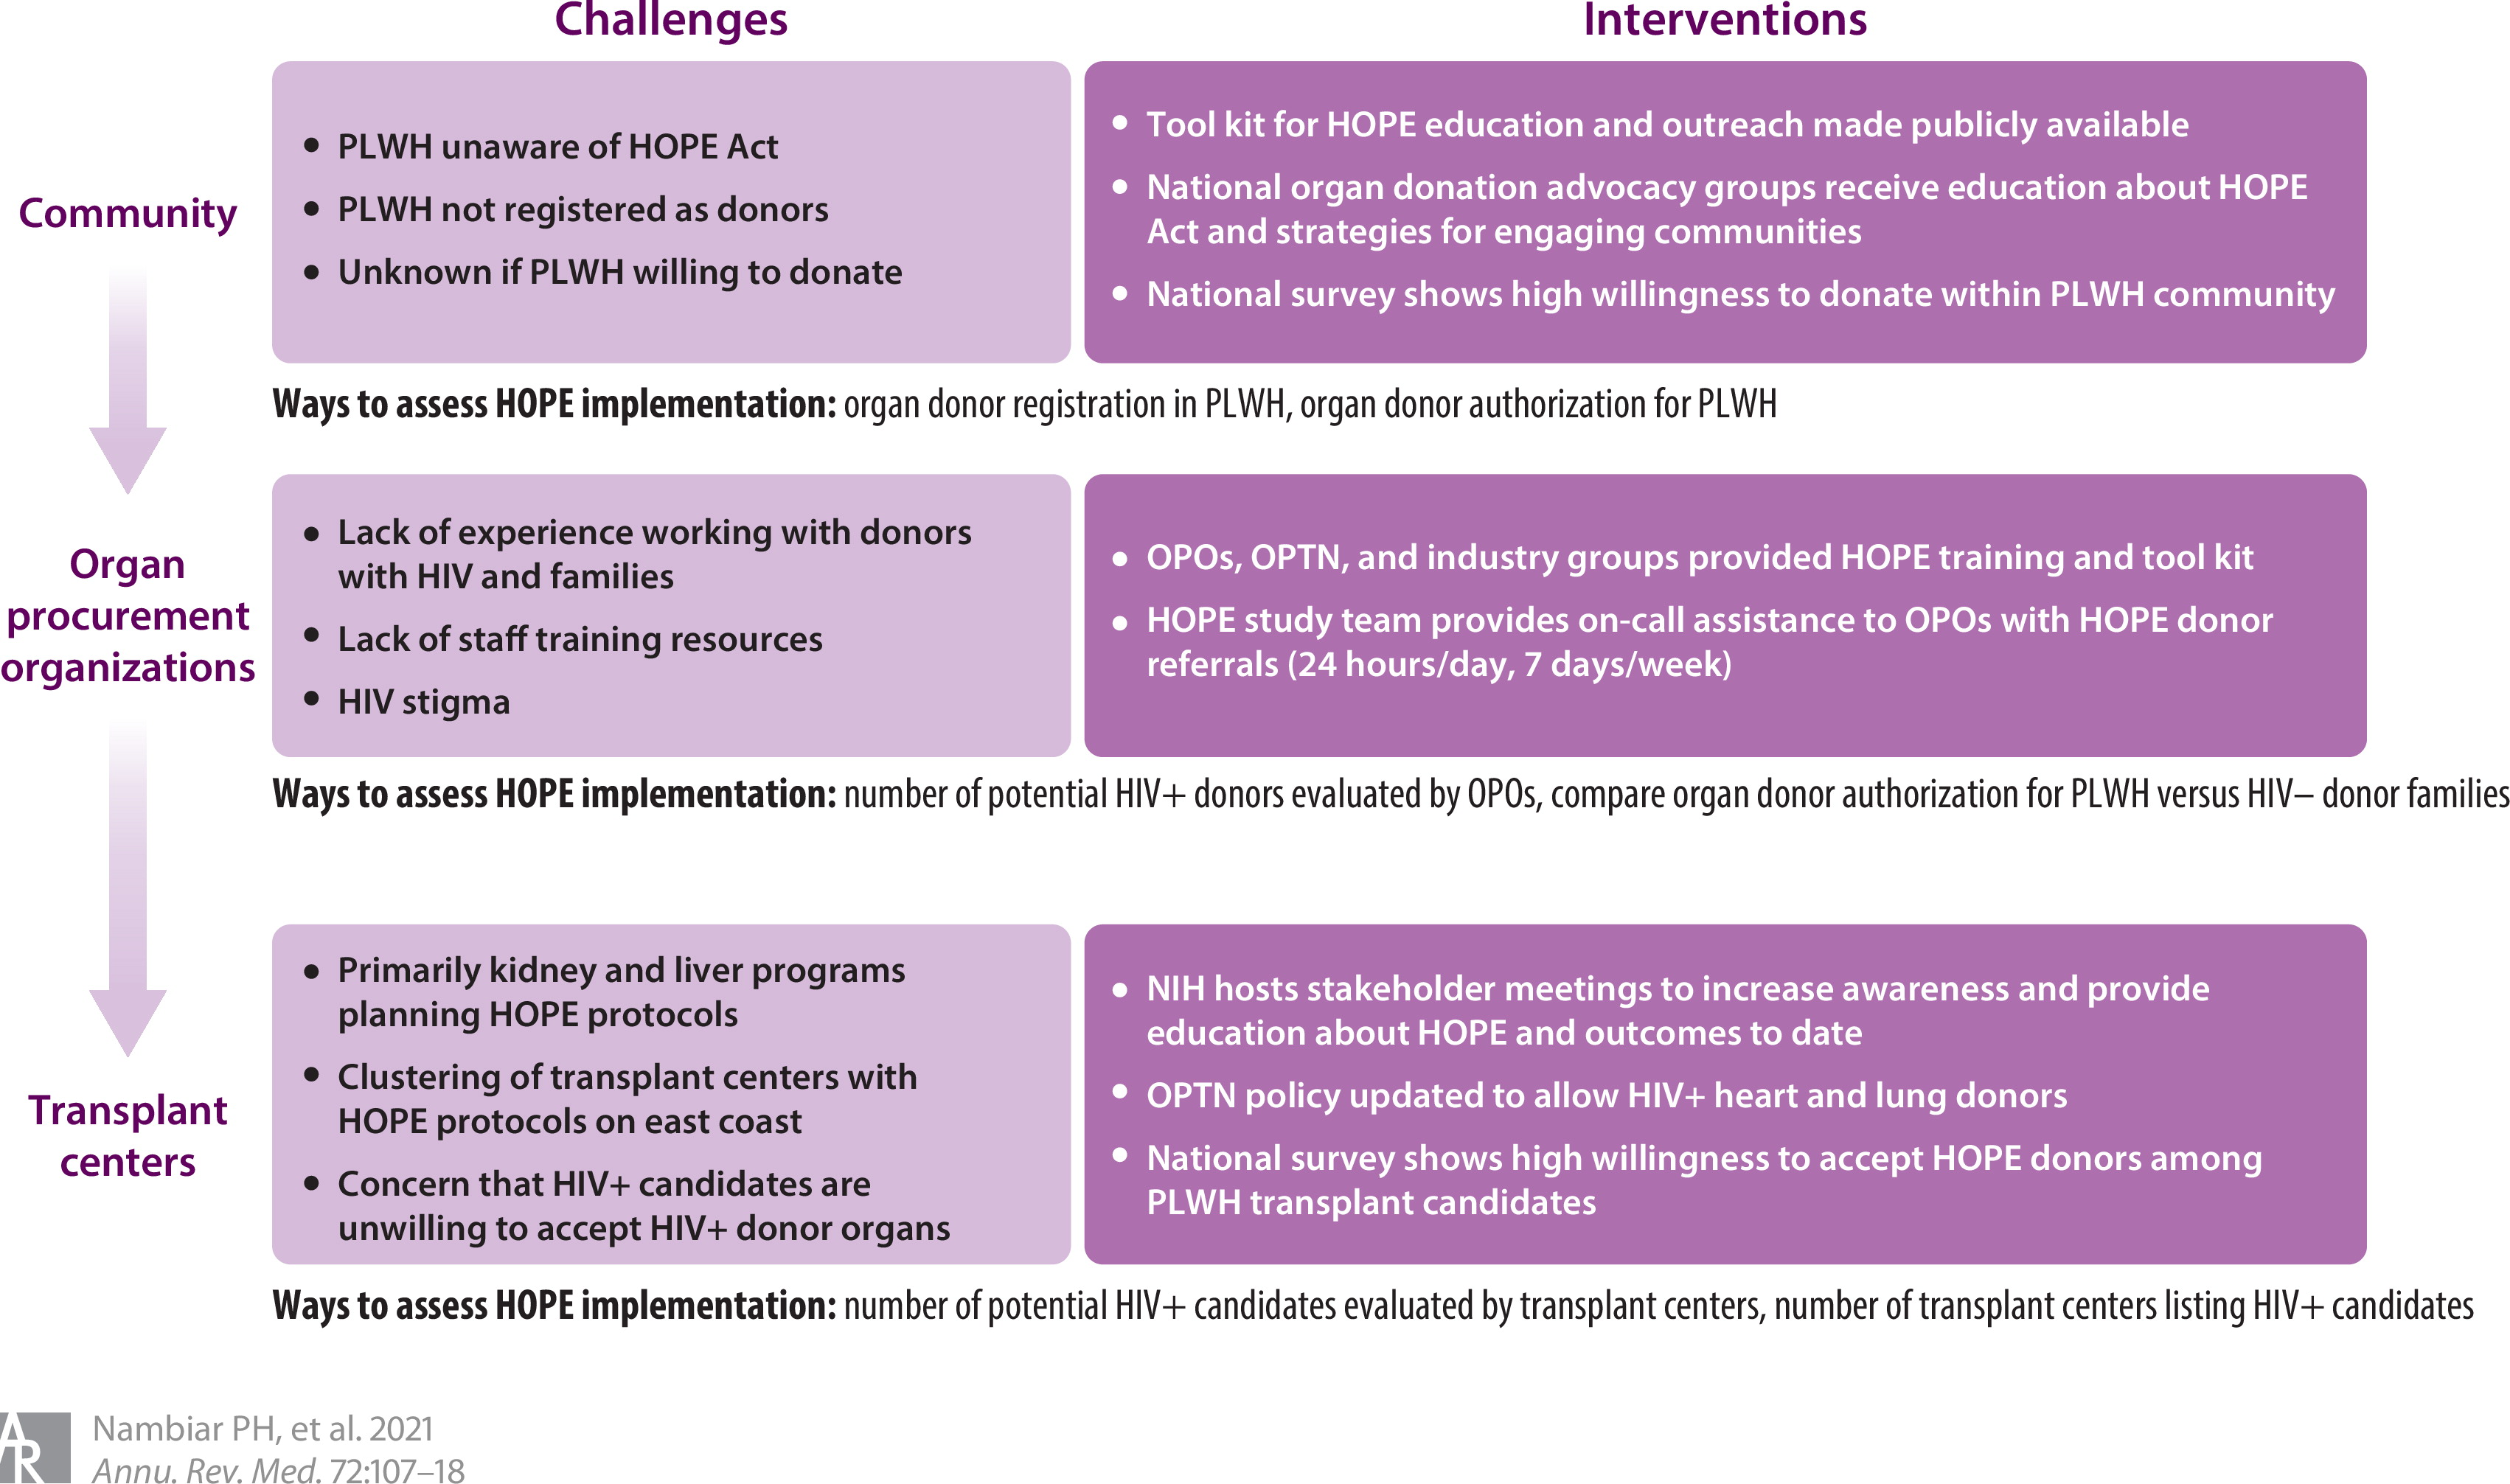 Challenges
Interventions
Community
• PLWH unaware of HOPE Act
• PLWH not registered as donors
• Unknown if PLWH willing to donate
• Tool kit for HOPE education and outreach made publicly available
• National organ donation advocacy groups receive education about HOPE
Act and strategies for engaging communities
• National survey shows high willingness to donate within PLWH community
Ways to assess HOPE implementation: organ donor registration in PLWH, organ donor authorization for PLWH
Organ
procurement
organizations
• Lack of experience working with donors
with HIV and families
• Lack of staff training resources
• HIV stigma
• OPOs, OPTN, and industry groups provided HOPE training and tool kit
• HOPE study team provides on-call assistance to OPOs with HOPE donor
referrals (24 hours/day, 7 days/week)
Ways to assess HOPE implementation: number of potential HIV+ donors evaluated by OPOs, compare organ donor authorization for PLWH versus HIV– donor families
Transplant
centers
• Primarily kidney and liver programs
planning HOPE protocols
• Clustering of transplant centers with
HOPE protocols on east coast
• Concern that HIV+ candidates are
unwilling to accept HIV+ donor organs
• NIH hosts stakeholder meetings to increase awareness and provide
education about HOPE and outcomes to date
• OPTN policy updated to allow HIV+ heart and lung donors
• National survey shows high willingness to accept HOPE donors among
PLWH transplant candidates
Ways to assess HOPE implementation: number of potential HIV+ candidates evaluated by transplant centers, number of transplant centers listing HIV+ candidates
AR
Nambiar PH, et al. 2021
Annu. Rev. Med. 72:107–18